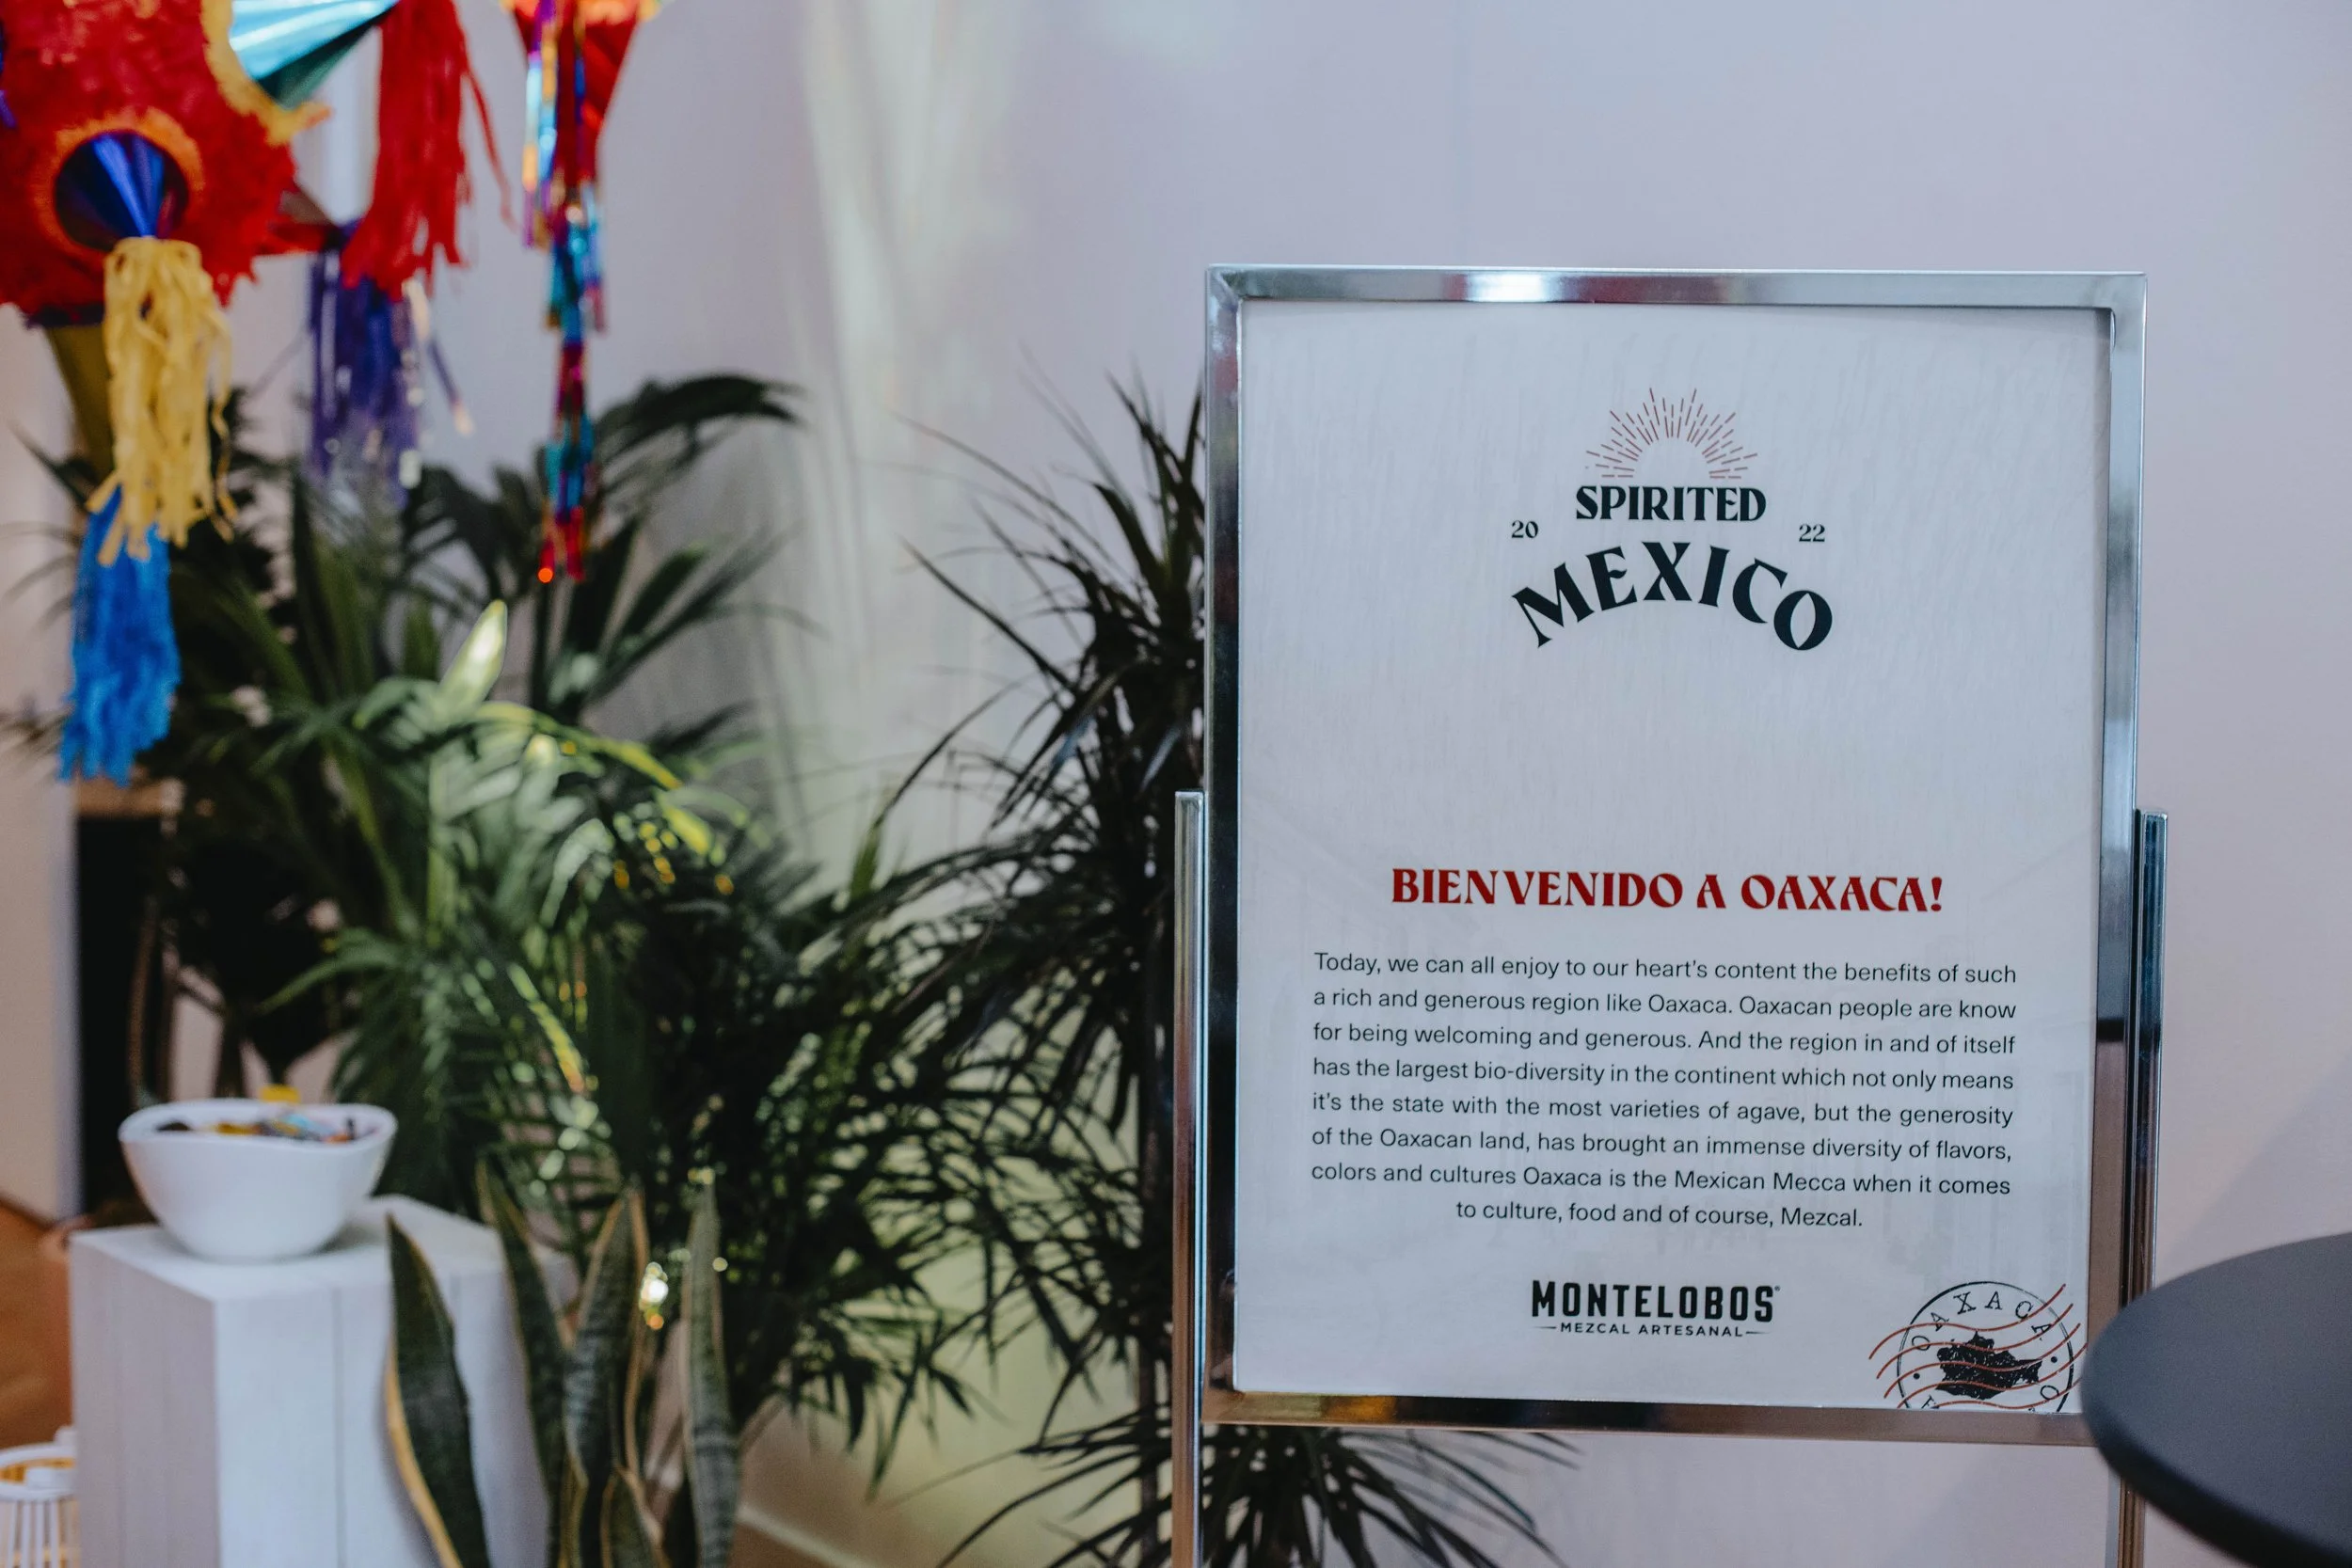 SPIRITED
20 22
MEXICO
BIENVENIDO A OAXACA!
Today, we can all enjoy to our heart's content the benefits of such
a rich and generous region like Oaxaca. Oaxacan people are know
for being welcoming and generous. And the region in and of itself
has the largest bio-diversity in the continent which not only means
it's the state with the most varieties of agave, but the generosity
of the Oaxacan land, has brought an immense diversity of flavors,
colors and cultures Oaxaca is the Mexican Mecca when it comes
to culture, food and of course, Mezcal.
MONTELOBOS®
MEZCAL ARTESANAL
OAXACA